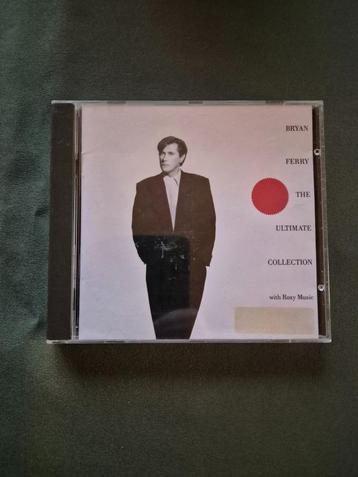 BRYAN
FERRY
THE
ULTIMATE
COLLECTION
with Roxy Music